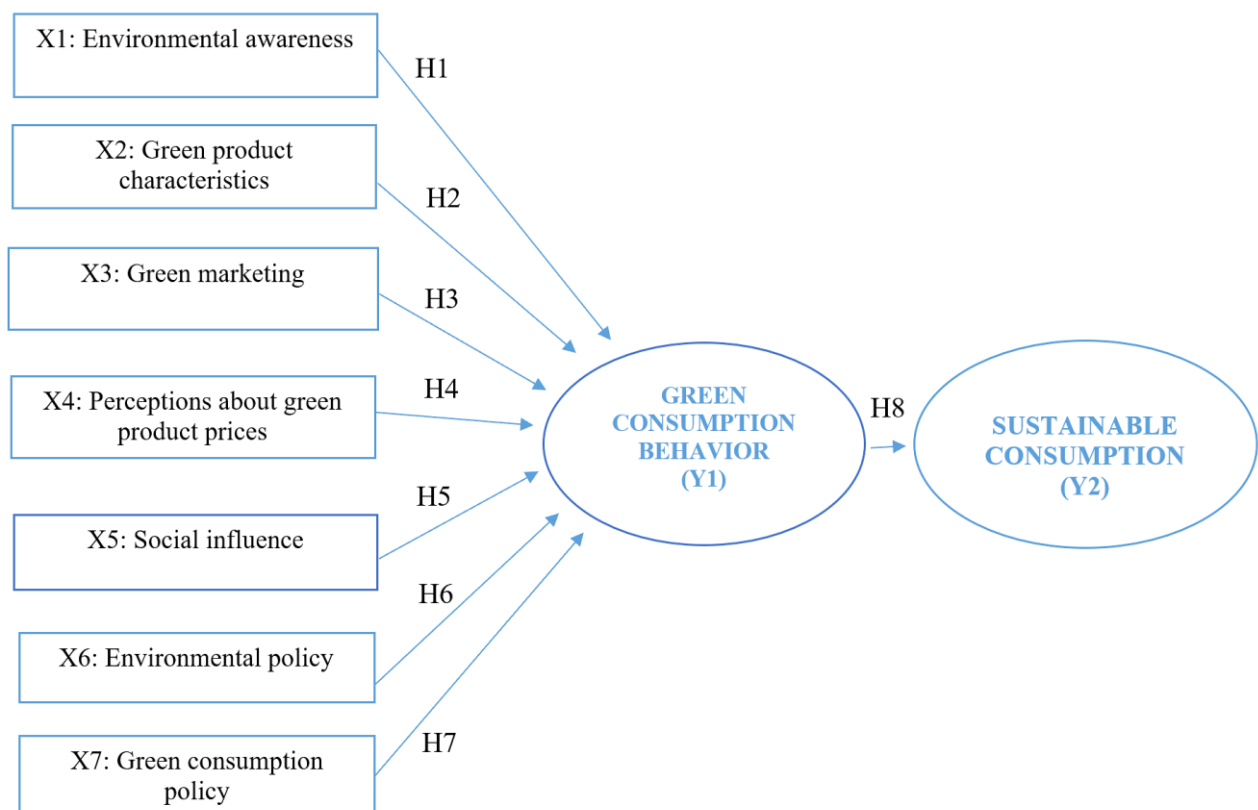 X1: Environmental awareness
H1
X2: Green product
characteristics
H2
X3: Green marketing
H3
X4: Perceptions about green
product prices
H4
X5: Social influence
H5
X6: Environmental policy
H6
X7: Green consumption
policy
H7
GREEN
CONSUMPTION
BEHAVIOR
(Y1)
H8
SUSTAINABLE
CONSUMPTION
(Y2)